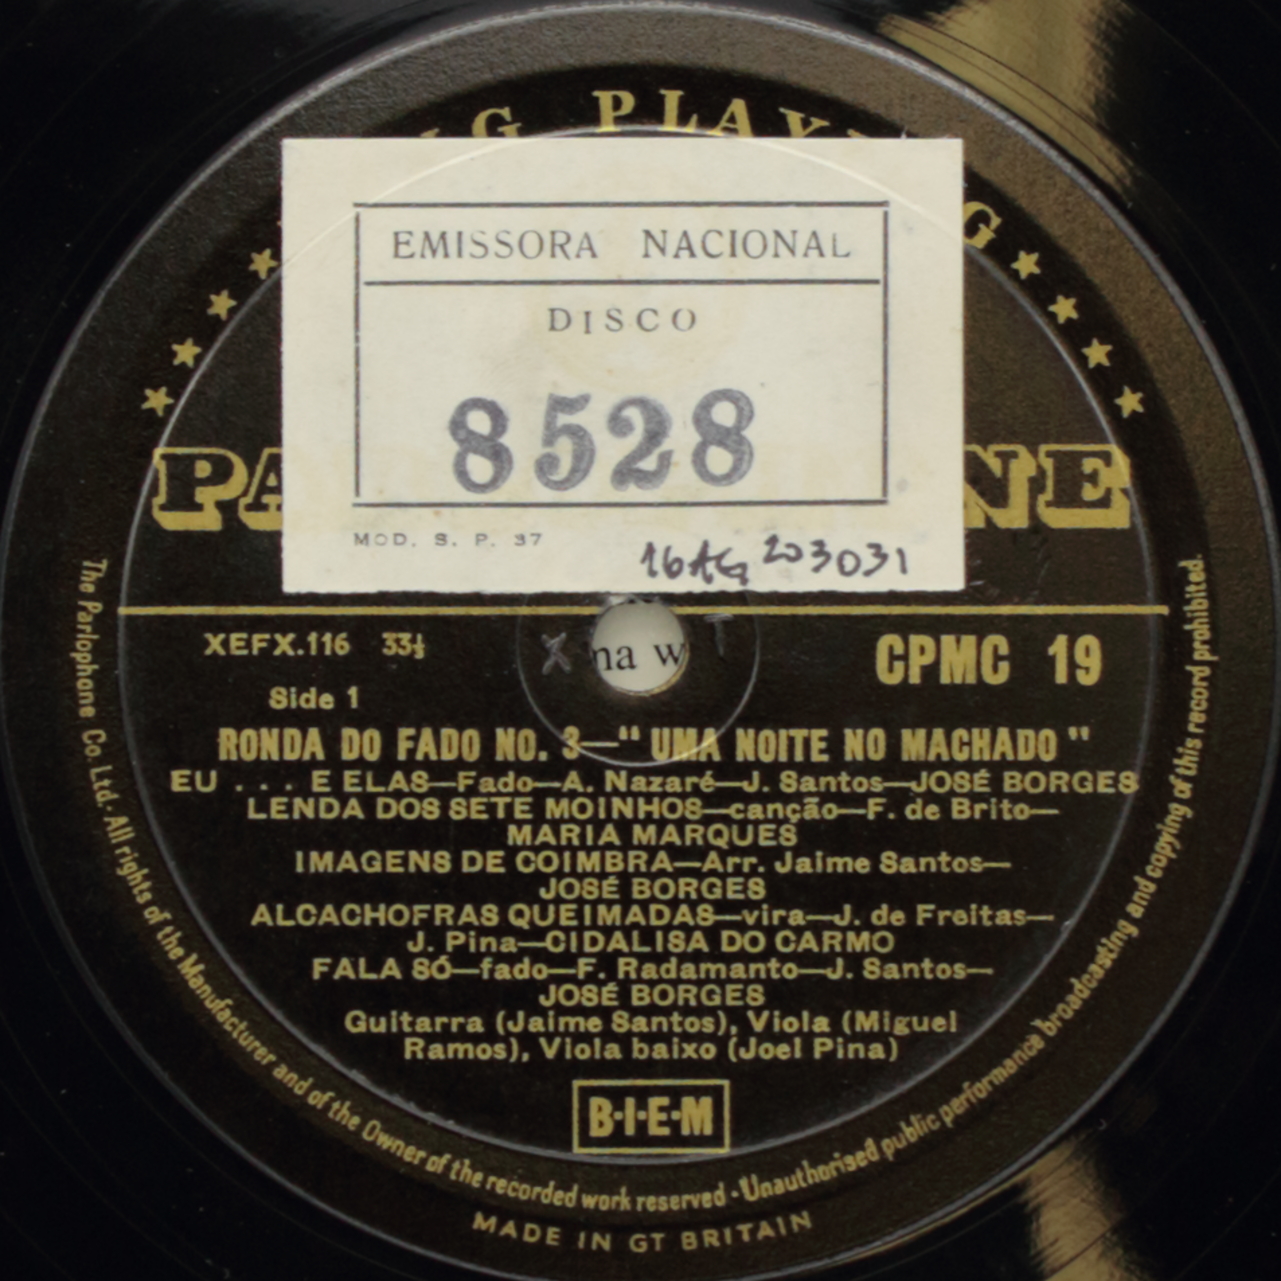 PLAY
EMISSORA NACIONAL
DISCO
8528
MOD. S. P. 37
16AG 203031
XEFX.116 33⅓
CPMC 19
Side 1
RONDA DO FADO NO. 3—"UMA NOITE NO MACHADO"
EU . . . E ELAS—Fado—A. Nazaré—J. Santos—JOSÉ BORGES
LENDA DOS SETE MOINHOS—canção—F. de Brito—
MARIA MARQUES
IMAGENS DE COIMBRA—Arr. Jaime Santos—
JOSÉ BORGES
ALCACHOFRAS QUEIMADAS—vira—J. de Freitas—
J. Pina—CIDALISA DO CARMO
FALA SÓ—fado—F. Radamanto—J. Santos—
JOSÉ BORGES
Guitarra (Jaime Santos), Viola (Miguel
Ramos), Viola baixo (Joel Pina)
B·I·E·M
The Parlophone Co. Ltd. All rights of the Manufacturer and of the Owner of the recorded work reserved · Unauthorised public performance broadcasting and copying of this record prohibited.
MADE IN GT BRITAIN